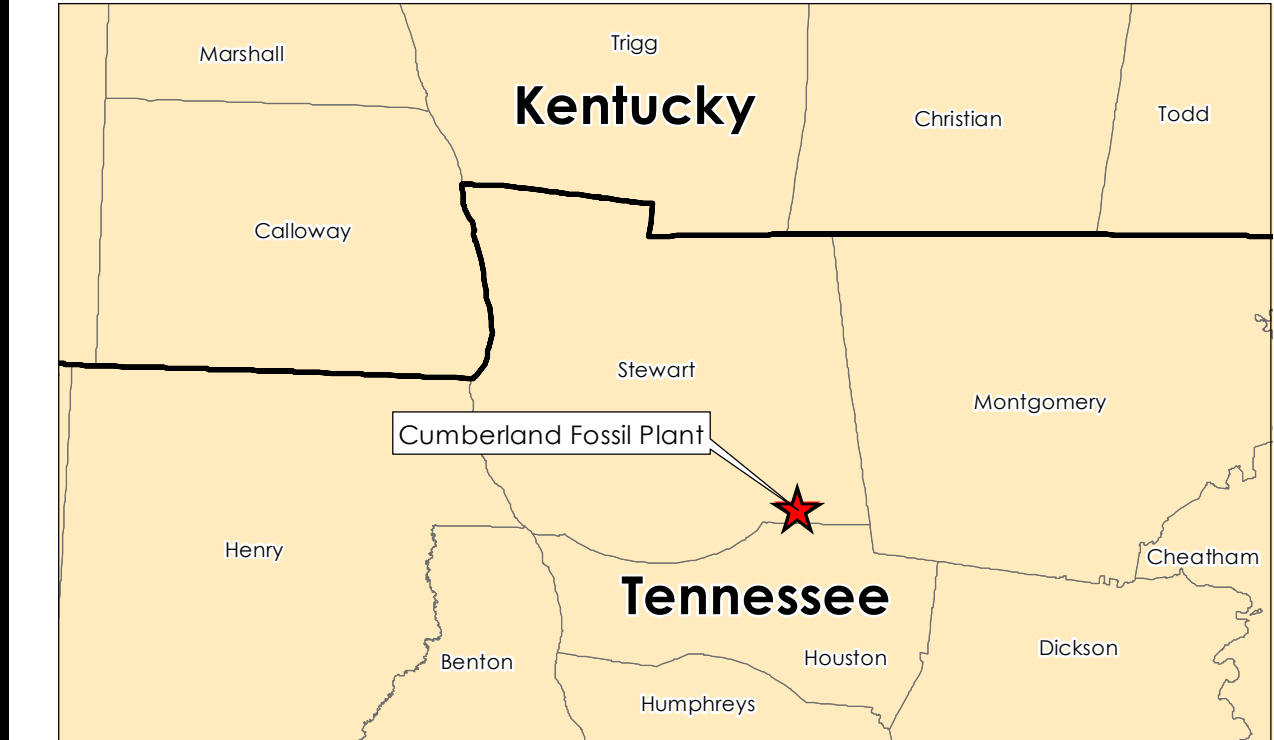 Marshall
Trigg
Kentucky
Christian
Todd
Calloway
Stewart
Montgomery
Cumberland Fossil Plant
Henry
Cheatham
Tennessee
Benton
Houston
Dickson
Humphreys